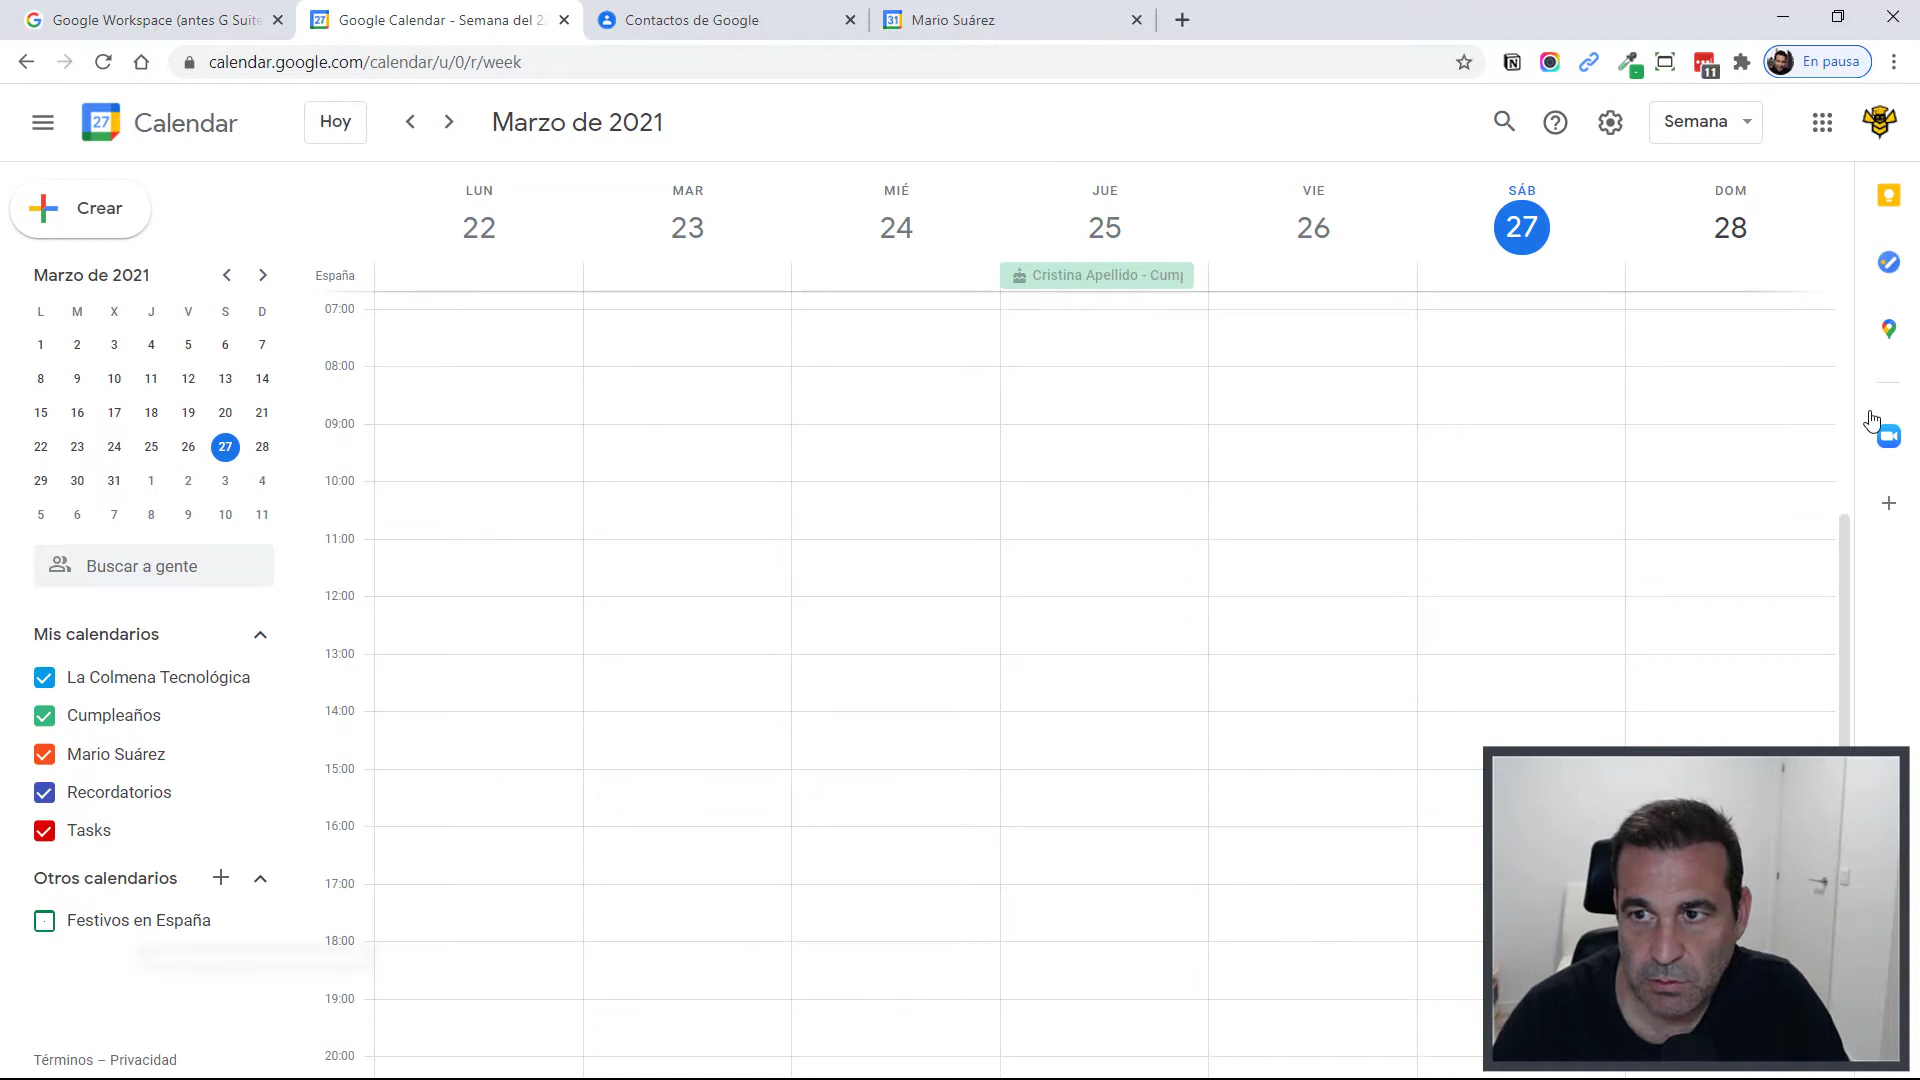 Google Workspace (antes G Suite
Google Calendar - Semana del 2
Contactos de Google
Mario Suárez
calendar.google.com/calendar/u/0/r/week
11
En pausa
27
Calendar
Hoy
Marzo de 2021
Semana
Crear
LUN
MAR
MIÉ
JUE
VIE
SÁB
DOM
22
23
24
25
26
27
28
España
Cristina Apellido - Cum
Marzo de 2021
L M X J V S D
1 2 3 4 5 6 7
8 9 10 11 12 13 14
15 16 17 18 19 20 21
22 23 24 25 26 27 28
29 30 31 1 2 3 4
5 6 7 8 9 10 11
07:00
08:00
09:00
10:00
11:00
12:00
13:00
14:00
15:00
16:00
17:00
18:00
19:00
20:00
Buscar a gente
Mis calendarios
La Colmena Tecnológica
Cumpleaños
Mario Suárez
Recordatorios
Tasks
Otros calendarios
Festivos en España
Términos – Privacidad